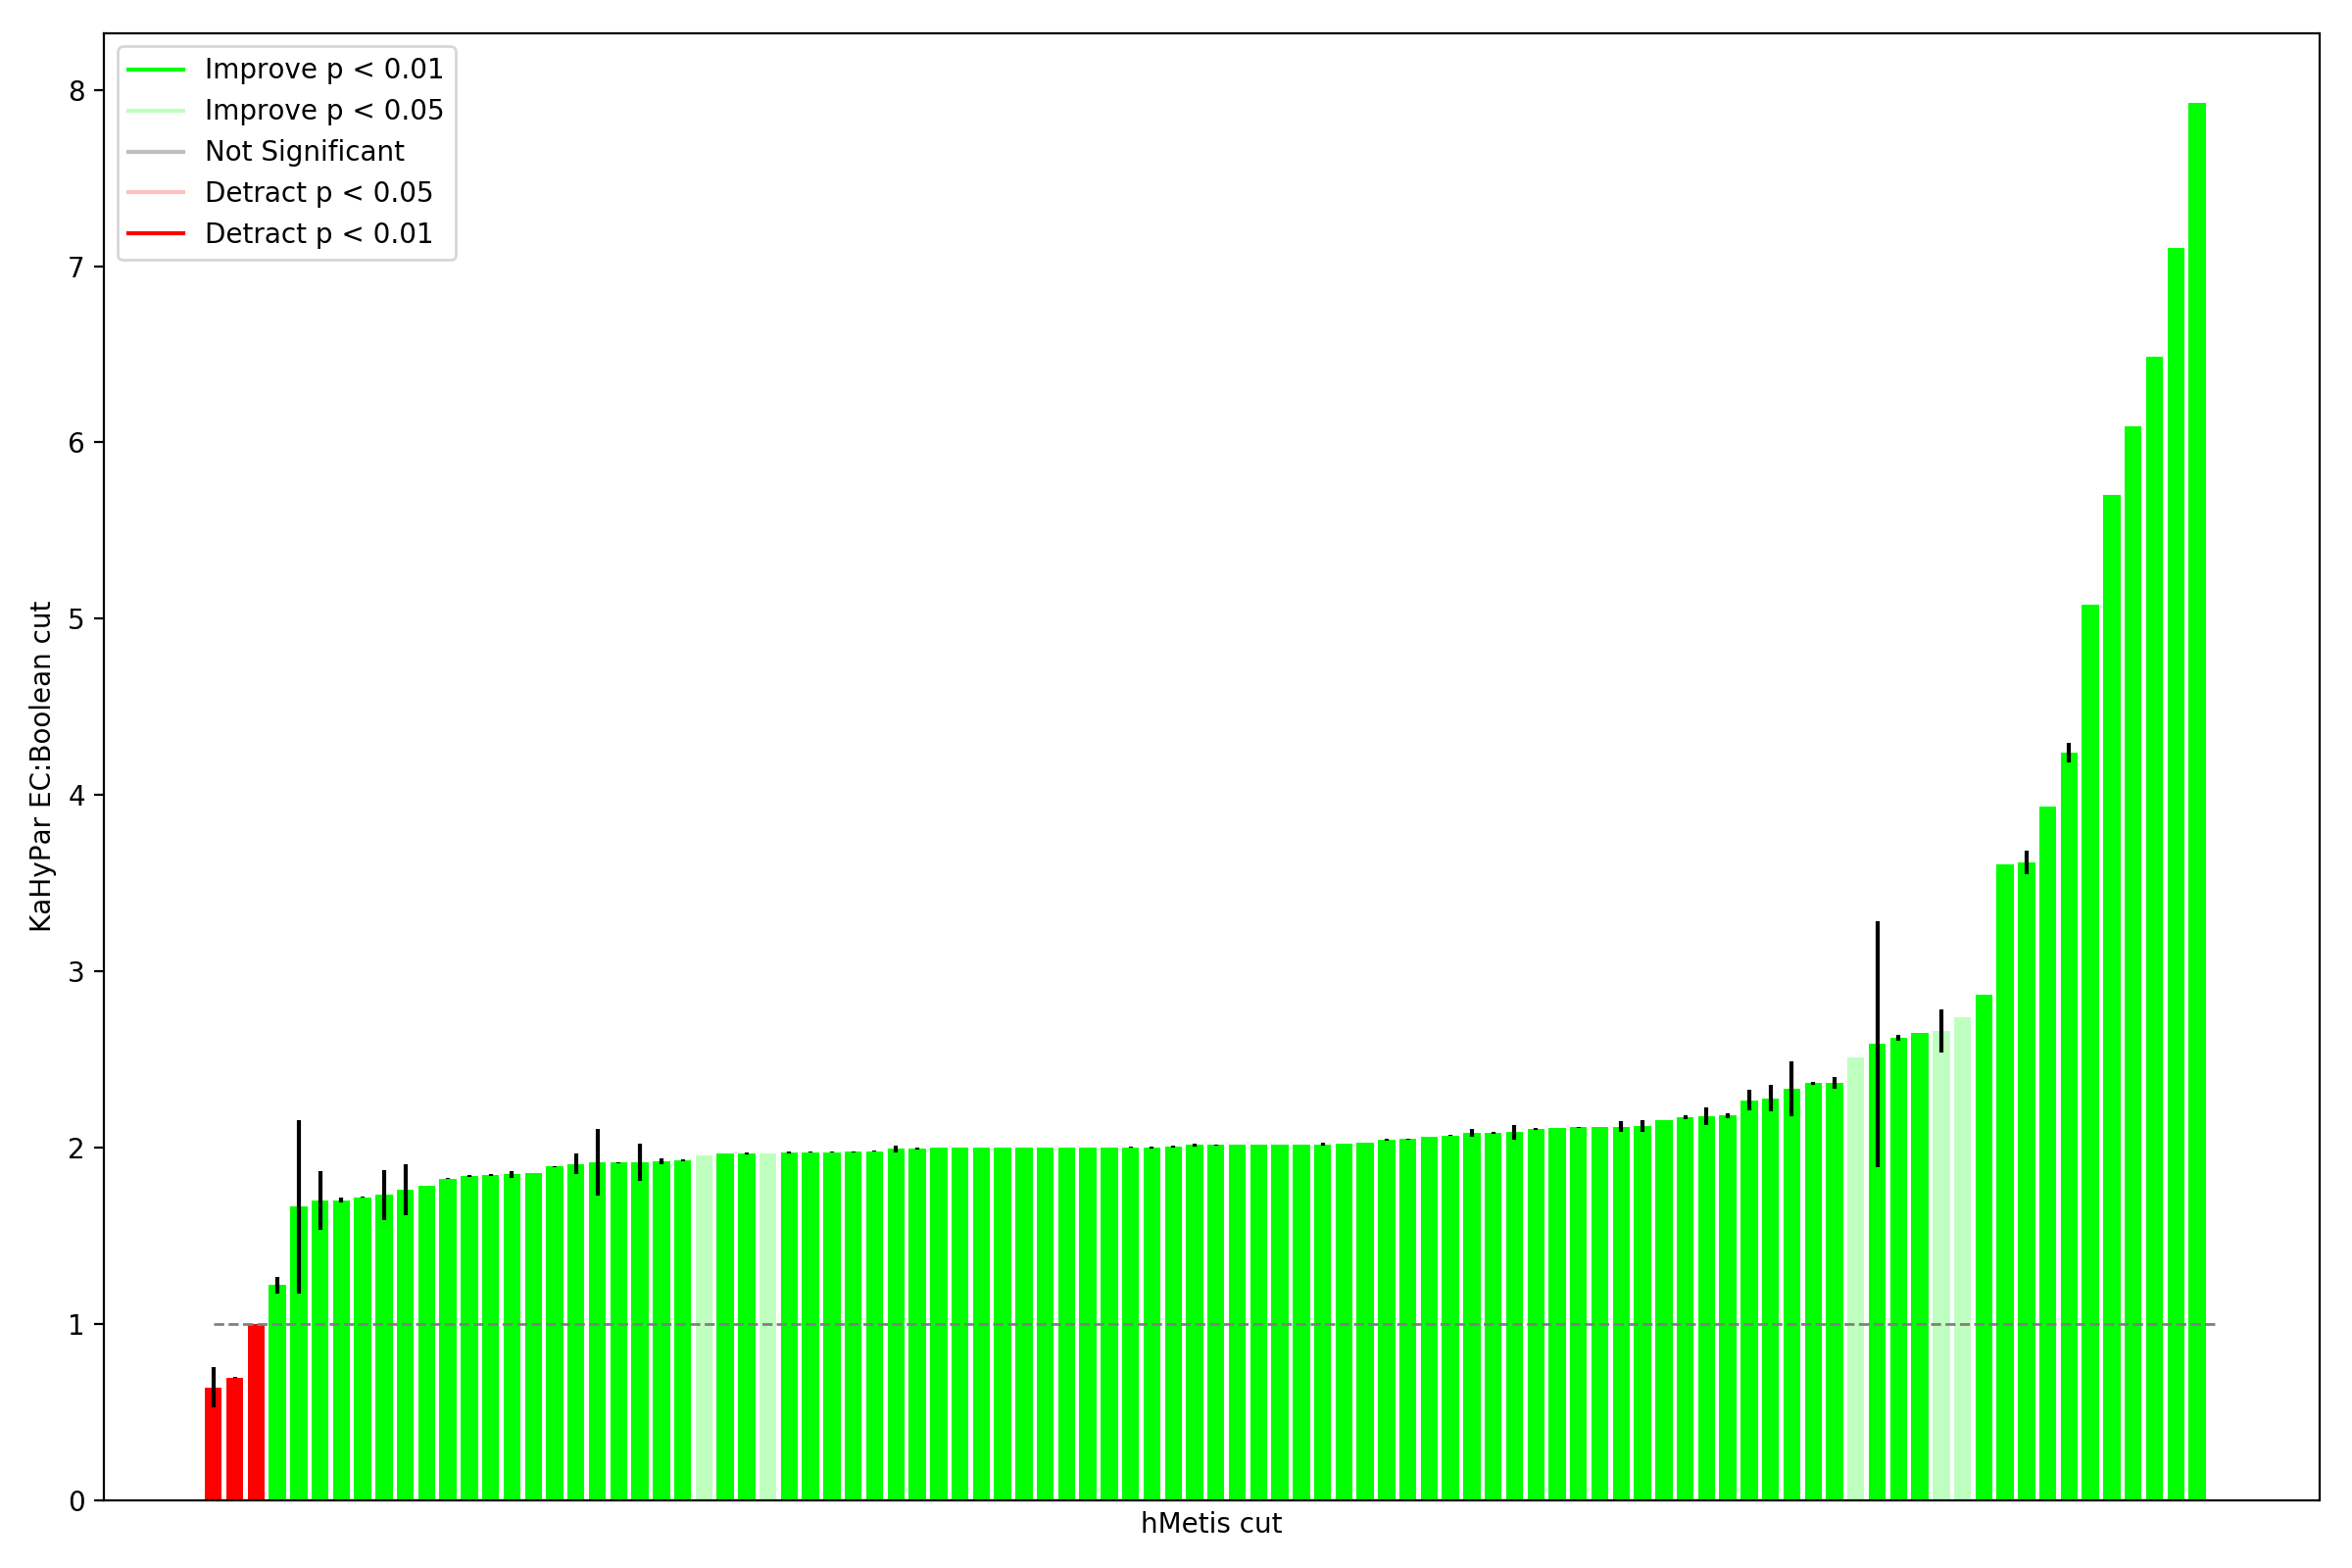 Improve p < 0.01
Improve p < 0.05
Not Significant
Detract p < 0.05
Detract p < 0.01
8
7
6
5
4
3
2
1
0
KaHyPar EC:Boolean cut
hMetis cut